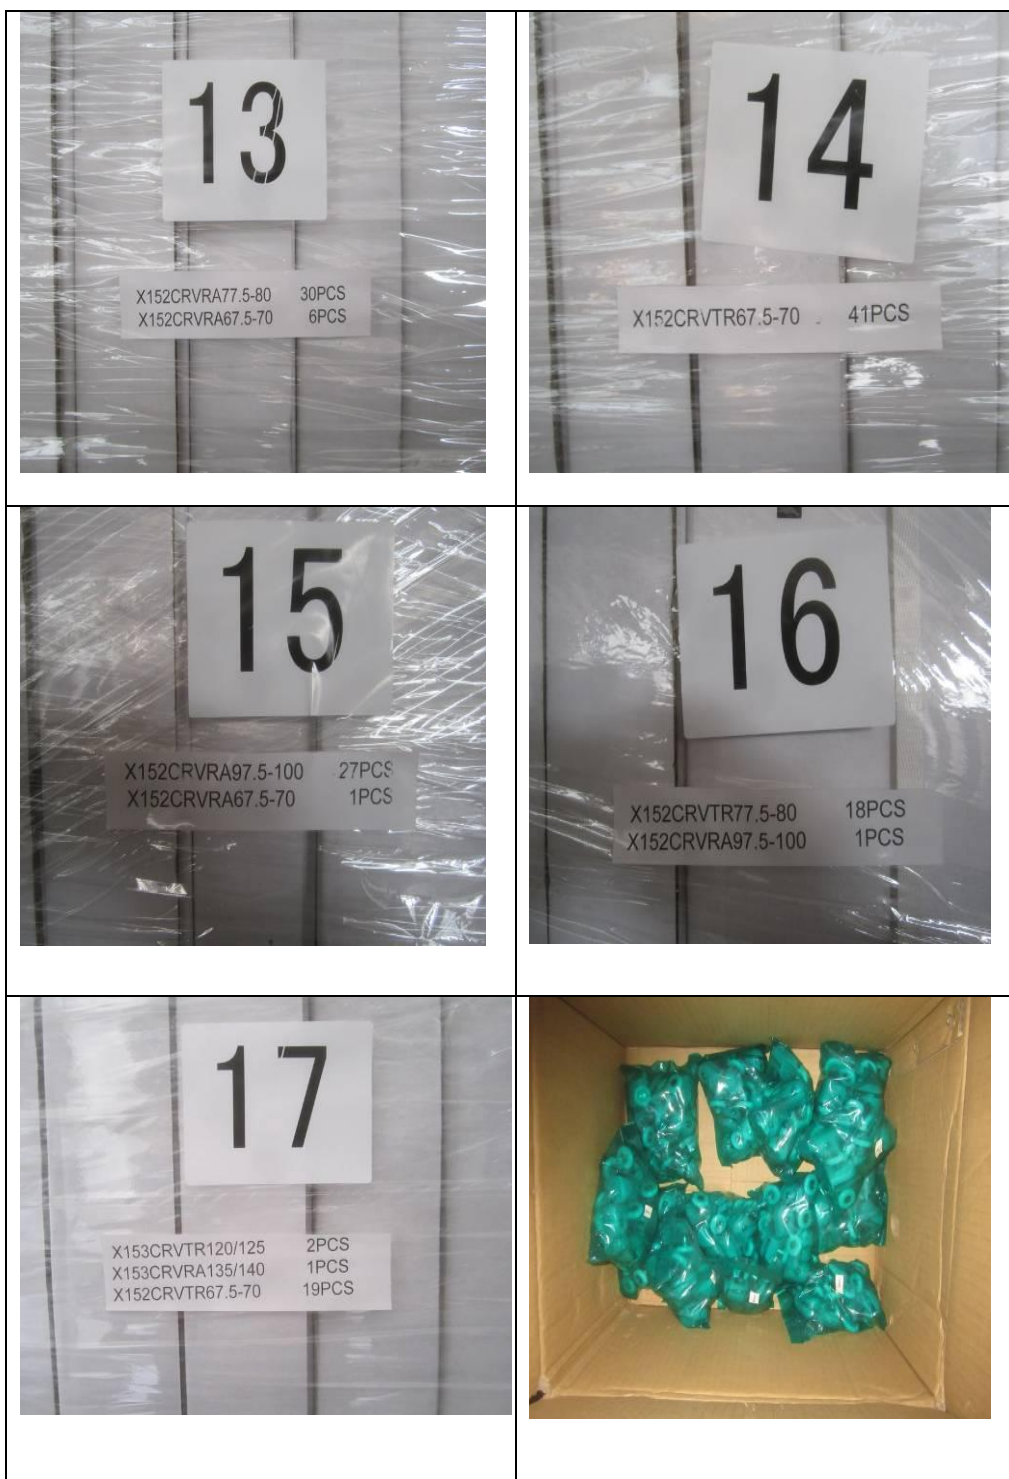 13
X152CRVRA77.5-80 30PCS
X152CRVRA67.5-70 6PCS
14
X152CRVTR67.5-70 41PCS
15
X152CRVRA97.5-100 27PCS
X152CRVRA67.5-70 1PCS
16
X152CRVTR77.5-80 18PCS
X152CRVRA97.5-100 1PCS
17
X153CRVTR120/125 2PCS
X153CRVRA135/140 1PCS
X152CRVTR67.5-70 19PCS